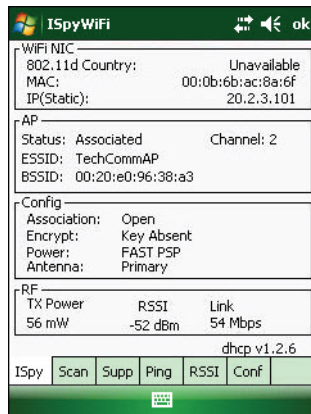 ISpyWiFi ok
WiFi NIC
802.11d Country: Unavailable
MAC: 00:0b:6b:ac:8a:6f
IP(Static): 20.2.3.101
AP
Status: Associated Channel: 2
ESSID: TechCommAP
BSSID: 00:20:e0:96:38:a3
Config
Association: Open
Encrypt: Key Absent
Power: FAST PSP
Antenna: Primary
RF
TX Power RSSI Link
56 mW -52 dBm 54 Mbps
dhcp v1.2.6
ISpy Scan Supp Ping RSSI Conf